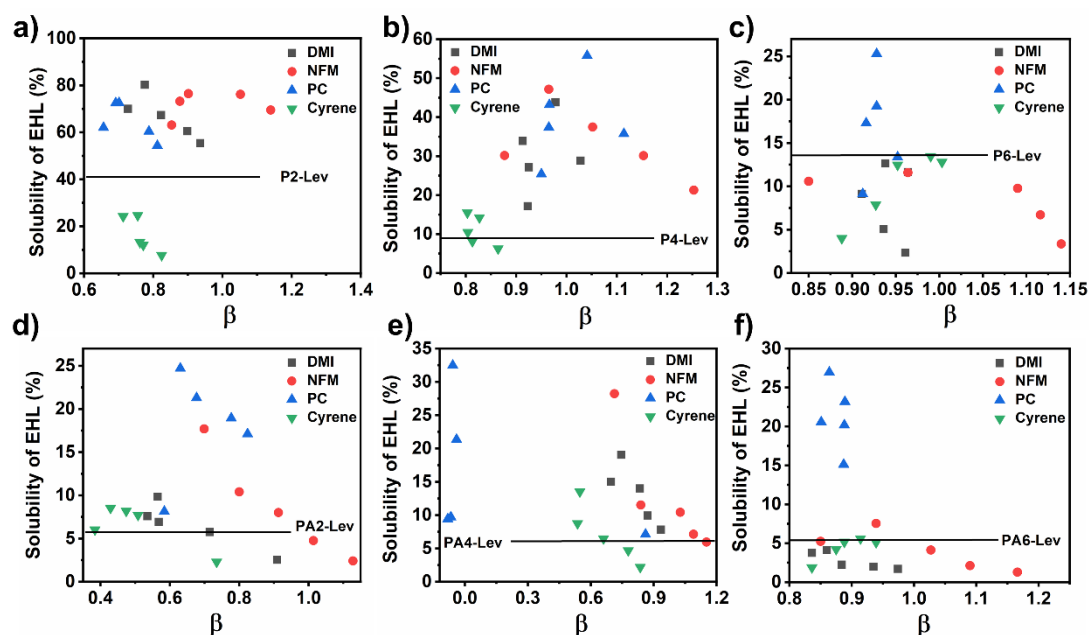 a)
Solubility of EHL (%)
100
80
60
40
20
0
DMI
NFM
PC
Cyrene
P2-Lev
0.6 0.8 1.0 1.2 1.4
β
b)
Solubility of EHL (%)
60
50
40
30
20
10
0
DMI
NFM
PC
Cyrene
P4-Lev
0.8 0.9 1.0 1.1 1.2 1.3
β
c)
Solubility of EHL (%)
25
20
15
10
5
0
DMI
NFM
PC
Cyrene
P6-Lev
0.85 0.90 0.95 1.00 1.05 1.10 1.15
β
d)
Solubility of EHL (%)
25
20
15
10
5
0
DMI
NFM
PC
Cyrene
PA2-Lev
0.4 0.6 0.8 1.0
β
e)
Solubility of EHL (%)
35
30
25
20
15
10
5
0
DMI
NFM
PC
Cyrene
PA4-Lev
0.0 0.3 0.6 0.9 1.2
β
f)
Solubility of EHL (%)
30
25
20
15
10
5
0
DMI
NFM
PC
Cyrene
PA6-Lev
0.8 0.9 1.0 1.1 1.2
β